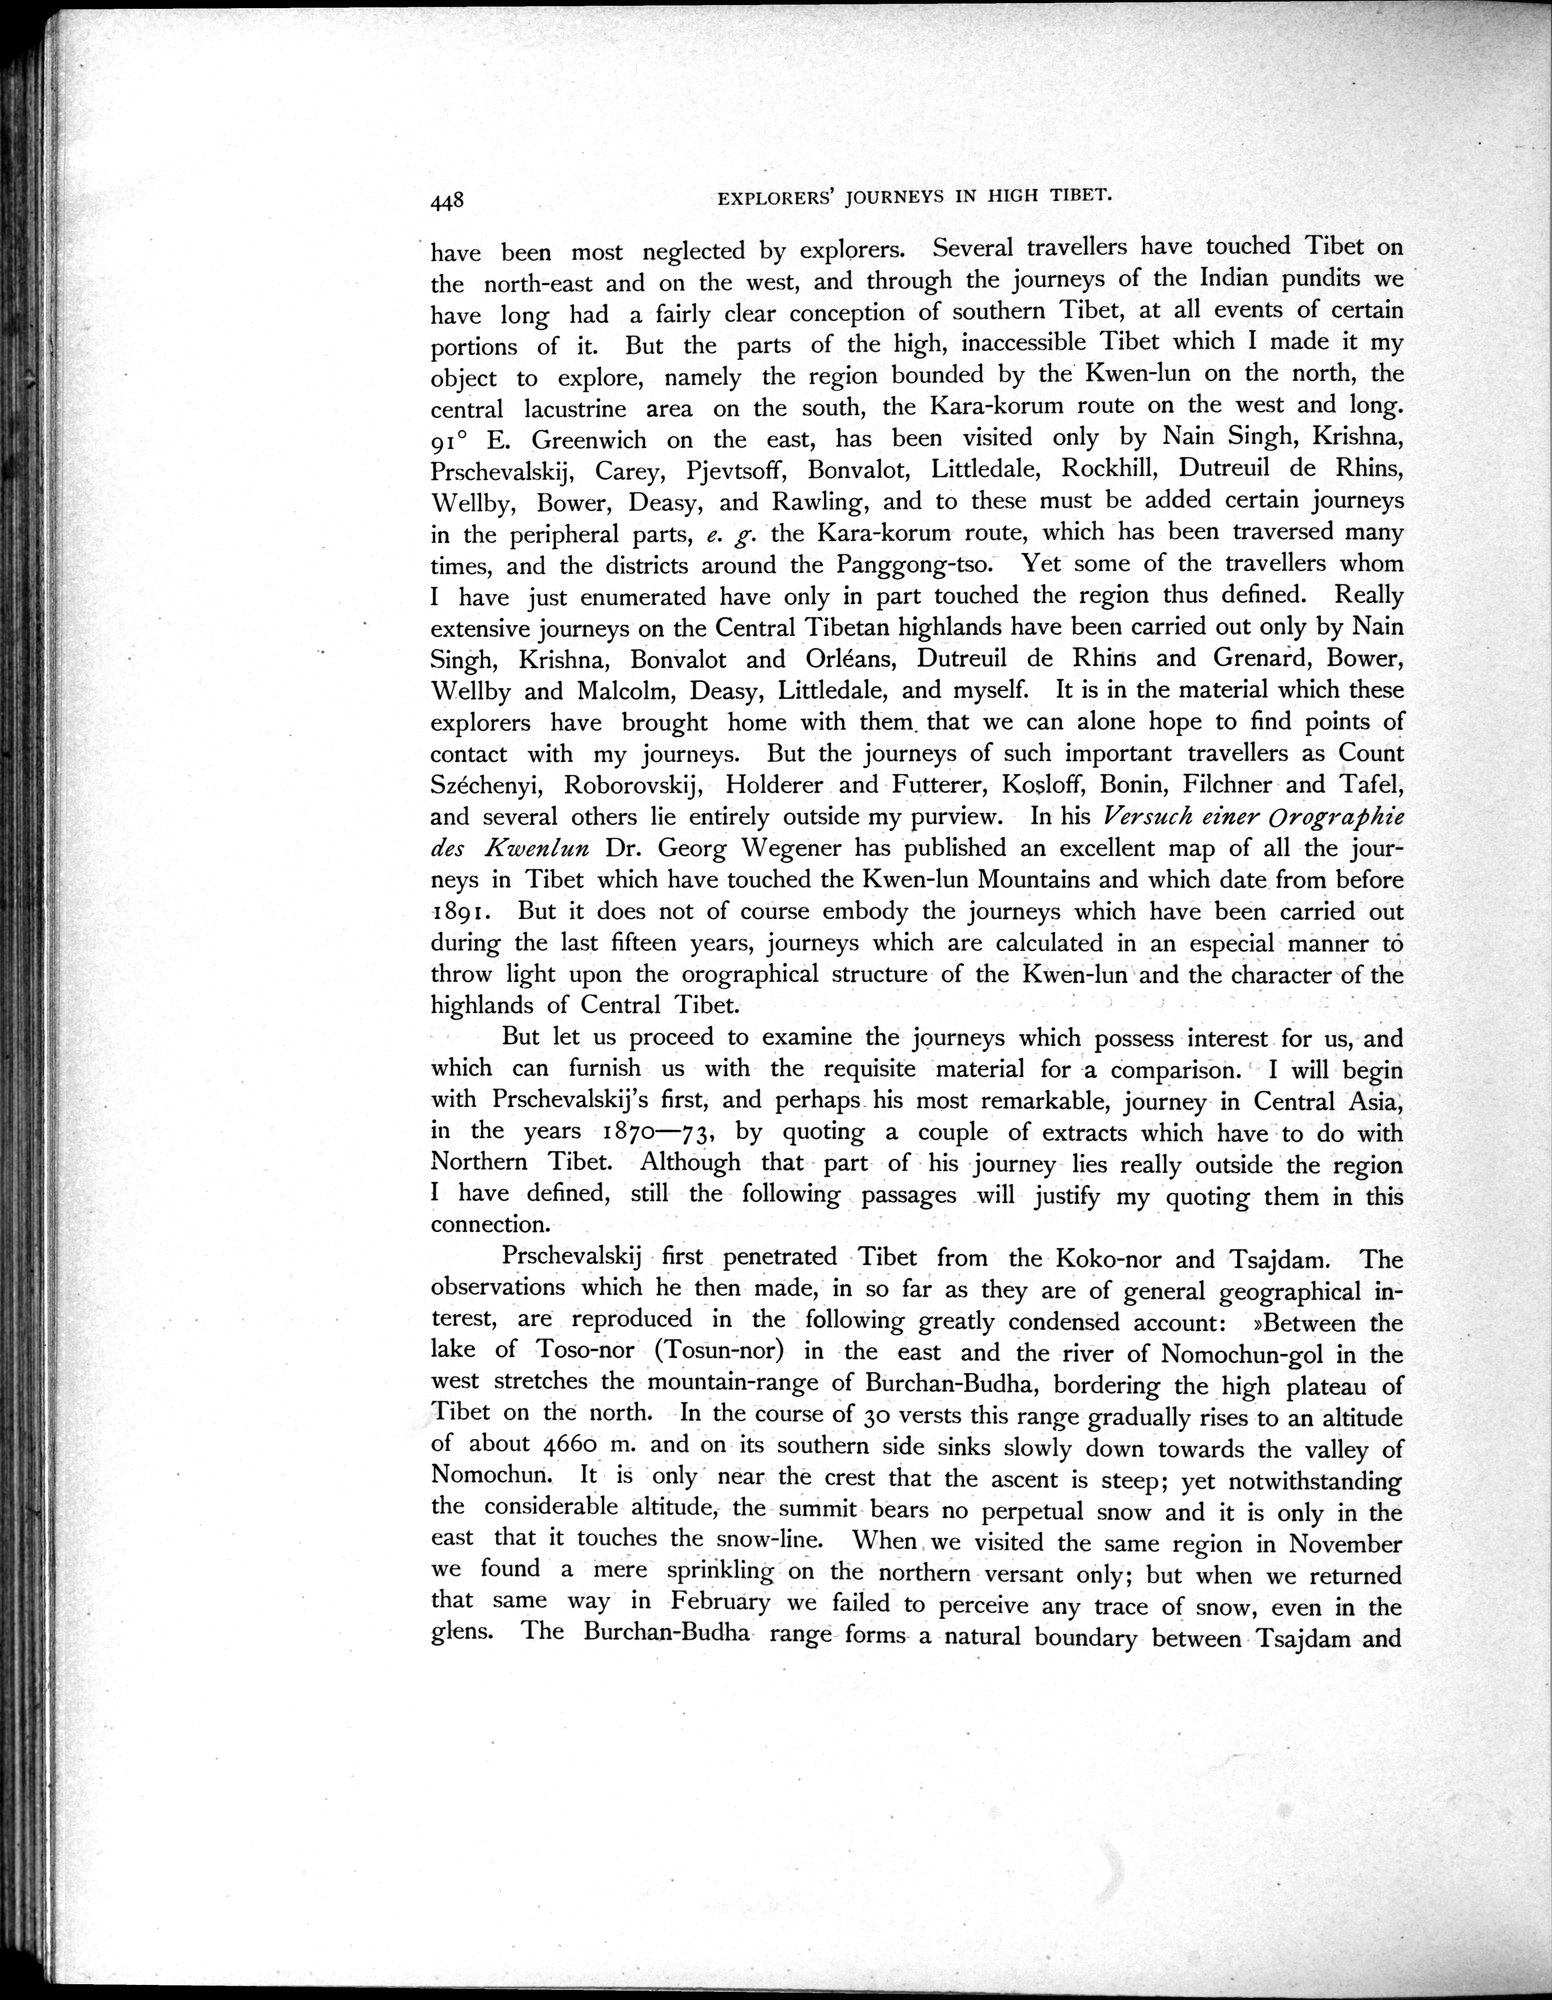 448
EXPLORERS' JOURNEYS IN HIGH TIBET.
have been most neglected by explorers. Several travellers have touched Tibet on
the north-east and on the west, and through the journeys of the Indian pundits we
have long had a fairly clear conception of southern Tibet, at all events of certain
portions of it. But the parts of the high, inaccessible Tibet which I made it my
object to explore, namely the region bounded by the Kwen-lun on the north, the
central lacustrine area on the south, the Kara-korum route on the west and long.
91° E. Greenwich on the east, has been visited only by Nain Singh, Krishna,
Prschevalskij, Carey, Pjevtsoff, Bonvalot, Littledale, Rockhill, Dutreuil de Rhins,
Wellby, Bower, Deasy, and Rawling, and to these must be added certain journeys
in the peripheral parts, e. g. the Kara-korum route, which has been traversed many
times, and the districts around the Panggong-tso. Yet some of the travellers whom
I have just enumerated have only in part touched the region thus defined. Really
extensive journeys on the Central Tibetan highlands have been carried out only by Nain
Singh, Krishna, Bonvalot and Orléans, Dutreuil de Rhins and Grenard, Bower,
Wellby and Malcolm, Deasy, Littledale, and myself. It is in the material which these
explorers have brought home with them that we can alone hope to find points of
contact with my journeys. But the journeys of such important travellers as Count
Széchenyi, Roborovskij, Holderer and Futterer, Kosloff, Bonin, Filchner and Tafel,
and several others lie entirely outside my purview. In his Versuch einer Orographie
des Kwenlun Dr. Georg Wegener has published an excellent map of all the jour-
neys in Tibet which have touched the Kwen-lun Mountains and which date from before
1891. But it does not of course embody the journeys which have been carried out
during the last fifteen years, journeys which are calculated in an especial manner to
throw light upon the orographical structure of the Kwen-lun and the character of the
highlands of Central Tibet.
But let us proceed to examine the journeys which possess interest for us, and
which can furnish us with the requisite material for a comparison. I will begin
with Prschevalskij's first, and perhaps his most remarkable, journey in Central Asia,
in the years 1870—73, by quoting a couple of extracts which have to do with
Northern Tibet. Although that part of his journey lies really outside the region
I have defined, still the following passages will justify my quoting them in this
connection.
Prschevalskij first penetrated Tibet from the Koko-nor and Tsajdam. The
observations which he then made, in so far as they are of general geographical in-
terest, are reproduced in the following greatly condensed account: »Between the
lake of Toso-nor (Tosun-nor) in the east and the river of Nomochun-gol in the
west stretches the mountain-range of Burchan-Budha, bordering the high plateau of
Tibet on the north. In the course of 30 versts this range gradually rises to an altitude
of about 4660 m. and on its southern side sinks slowly down towards the valley of
Nomochun. It is only near the crest that the ascent is steep; yet notwithstanding
the considerable altitude, the summit bears no perpetual snow and it is only in the
east that it touches the snow-line. When we visited the same region in November
we found a mere sprinkling on the northern versant only; but when we returned
that same way in February we failed to perceive any trace of snow, even in the
glens. The Burchan-Budha range forms a natural boundary between Tsajdam and